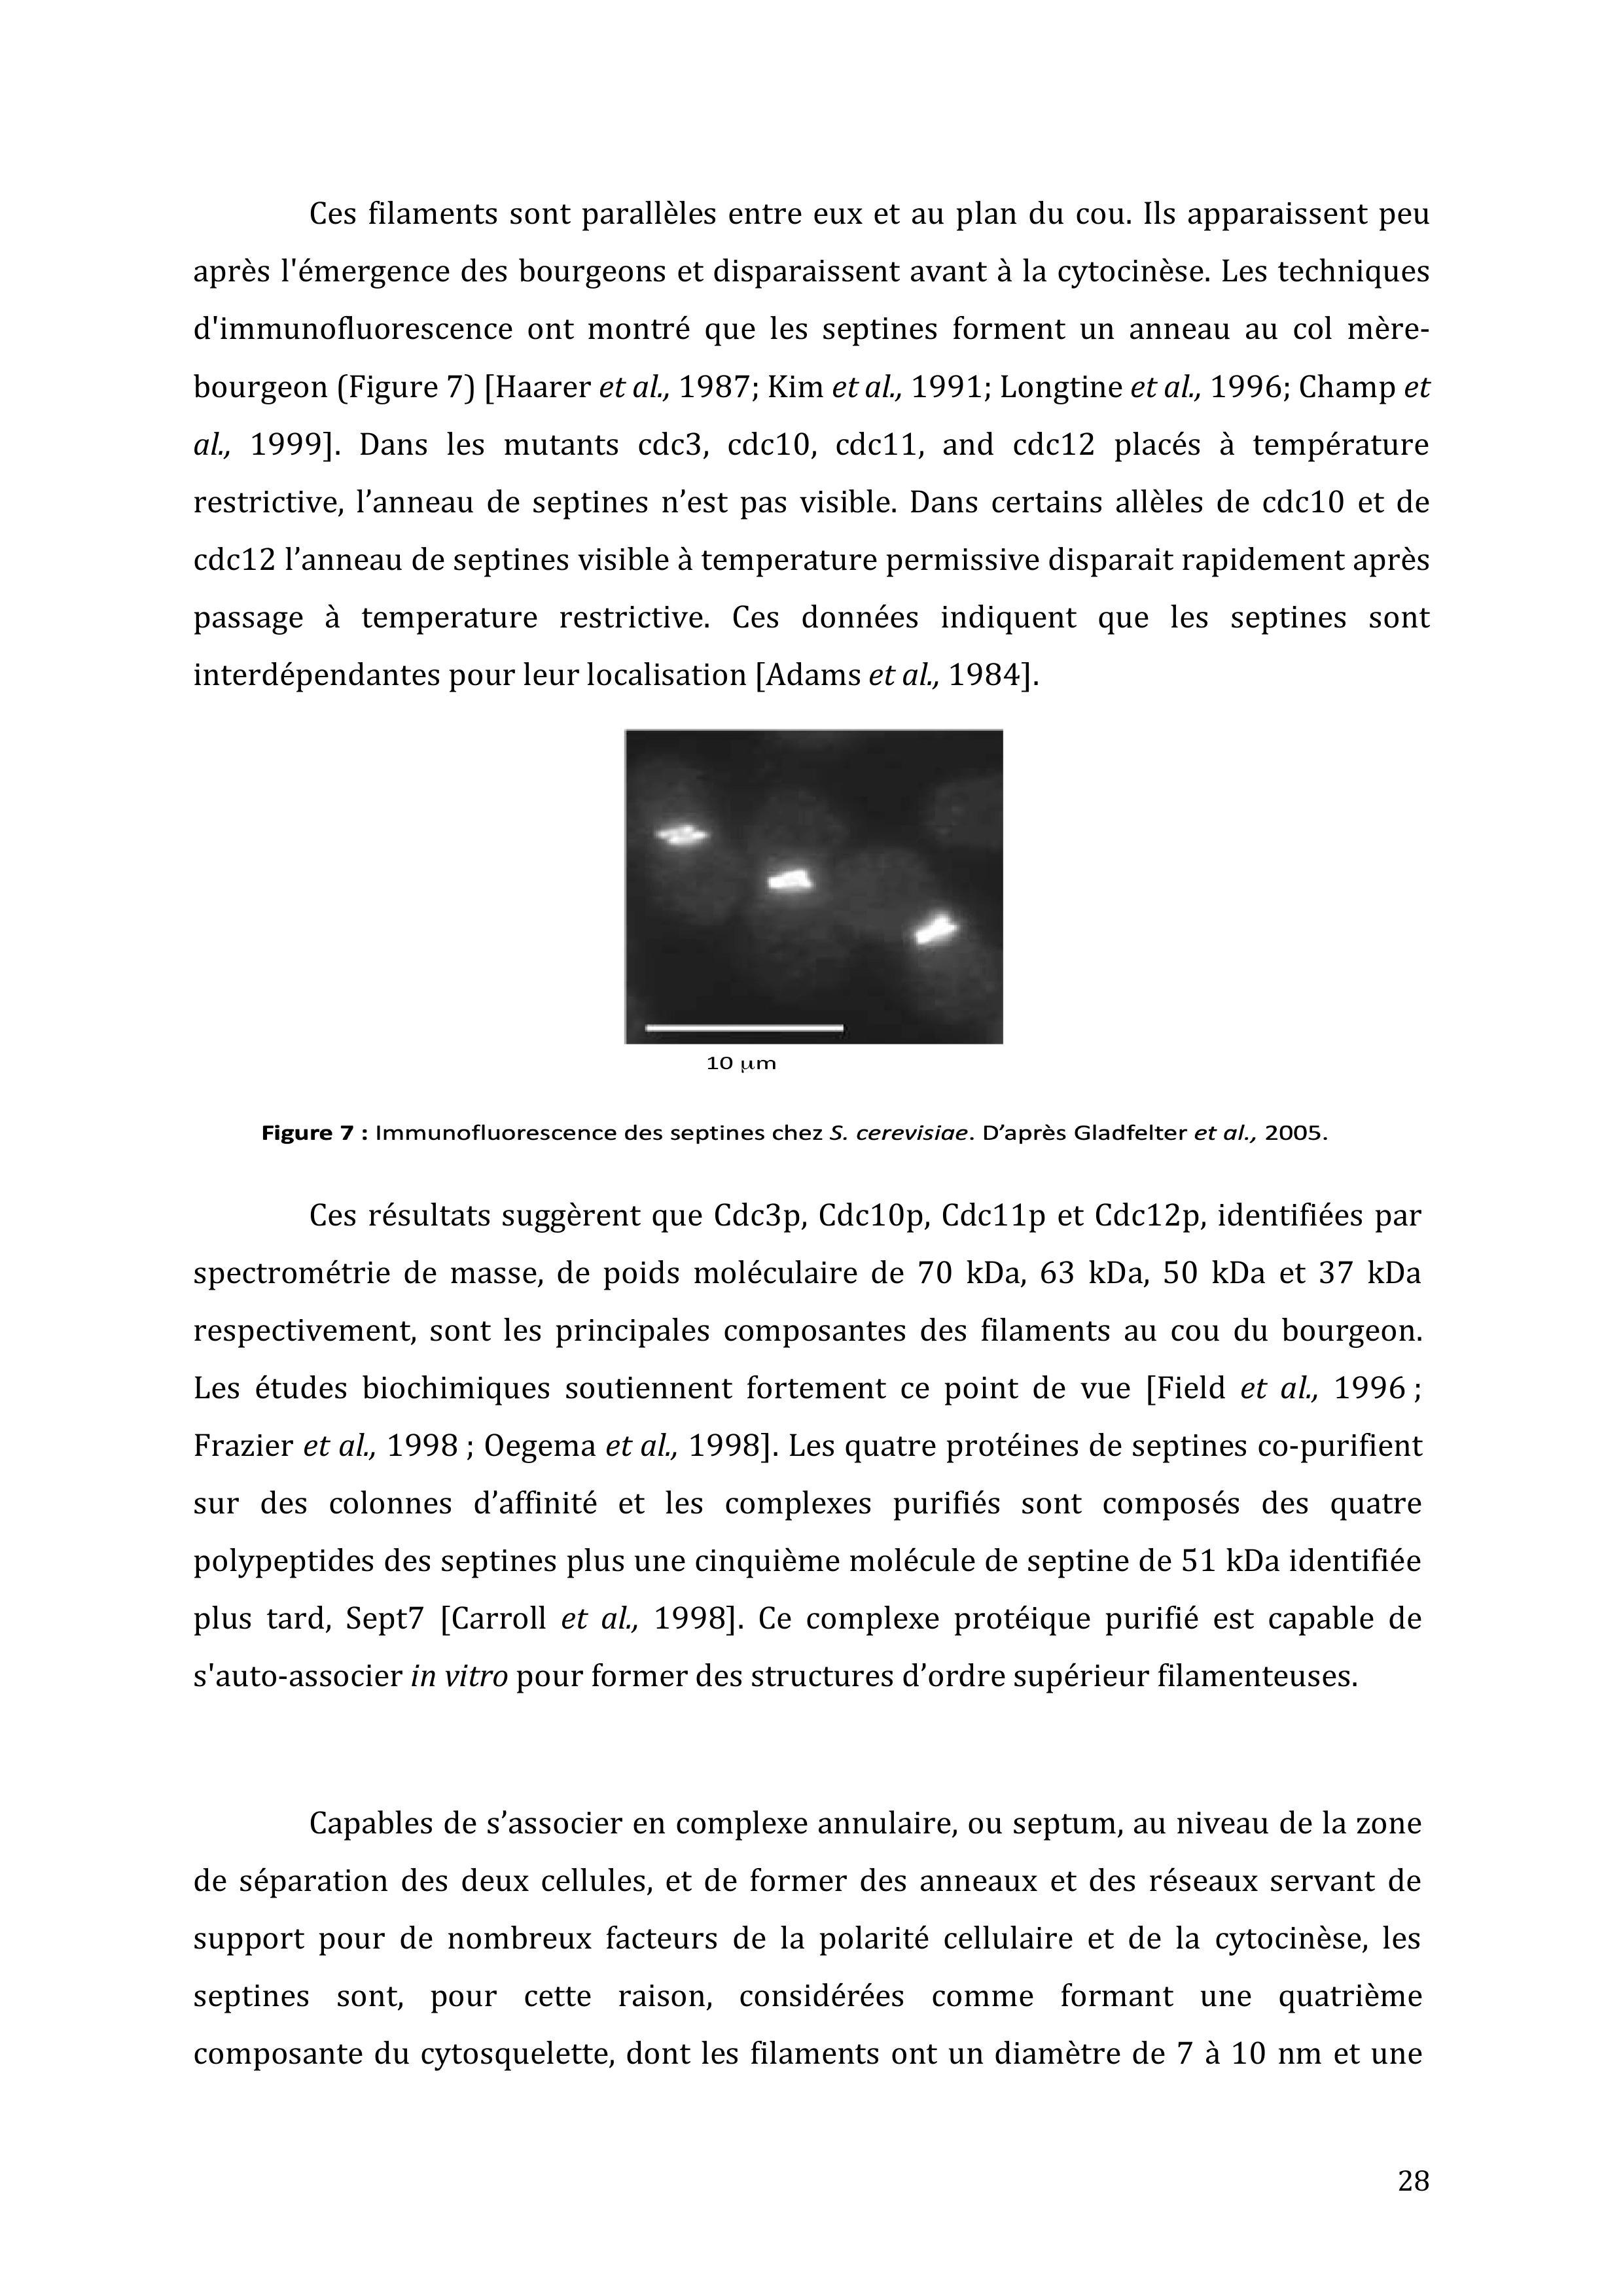 Ces filaments sont parallèles entre eux et au plan du cou. Ils apparaissent peu
après l'émergence des bourgeons et disparaissent avant à la cytocinèse. Les techniques
d'immunofluorescence ont montré que les septines forment un anneau au col mère-
bourgeon (Figure 7) [Haarer et al., 1987; Kim et al., 1991; Longtine et al., 1996; Champ et
al., 1999]. Dans les mutants cdc3, cdc10, cdc11, and cdc12 placés à température
restrictive, l’anneau de septines n’est pas visible. Dans certains allèles de cdc10 et de
cdc12 l’anneau de septines visible à temperature permissive disparait rapidement après
passage à temperature restrictive. Ces données indiquent que les septines sont
interdépendantes pour leur localisation [Adams et al., 1984].
10 μm
Figure 7 : Immunofluorescence des septines chez S. cerevisiae. D’après Gladfelter et al., 2005.
Ces résultats suggèrent que Cdc3p, Cdc10p, Cdc11p et Cdc12p, identifiées par
spectrométrie de masse, de poids moléculaire de 70 kDa, 63 kDa, 50 kDa et 37 kDa
respectivement, sont les principales composantes des filaments au cou du bourgeon.
Les études biochimiques soutiennent fortement ce point de vue [Field et al., 1996 ;
Frazier et al., 1998 ; Oegema et al., 1998]. Les quatre protéines de septines co-purifient
sur des colonnes d’affinité et les complexes purifiés sont composés des quatre
polypeptides des septines plus une cinquième molécule de septine de 51 kDa identifiée
plus tard, Sept7 [Carroll et al., 1998]. Ce complexe protéique purifié est capable de
s'auto-associer in vitro pour former des structures d’ordre supérieur filamenteuses.
Capables de s’associer en complexe annulaire, ou septum, au niveau de la zone
de séparation des deux cellules, et de former des anneaux et des réseaux servant de
support pour de nombreux facteurs de la polarité cellulaire et de la cytocinèse, les
septines sont, pour cette raison, considérées comme formant une quatrième
composante du cytosquelette, dont les filaments ont un diamètre de 7 à 10 nm et une
28